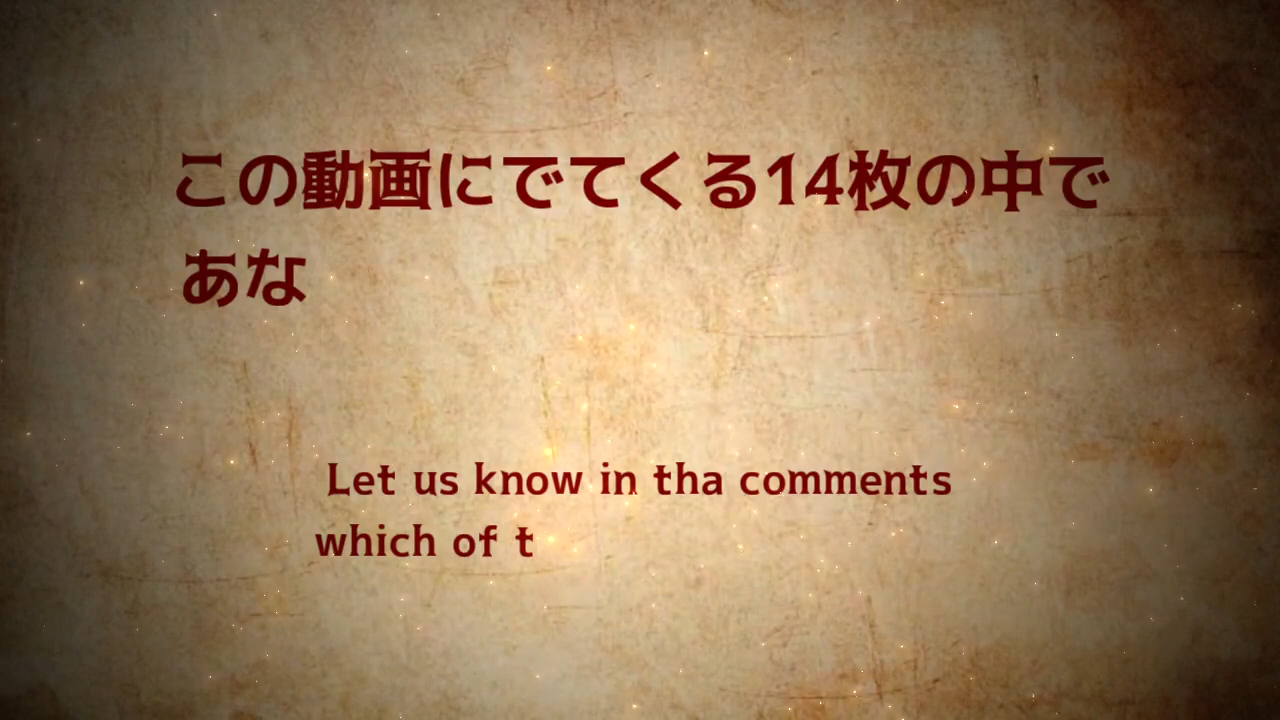 この動画にでてくる14枚の中で
あな
Let us know in tha comments
which of t